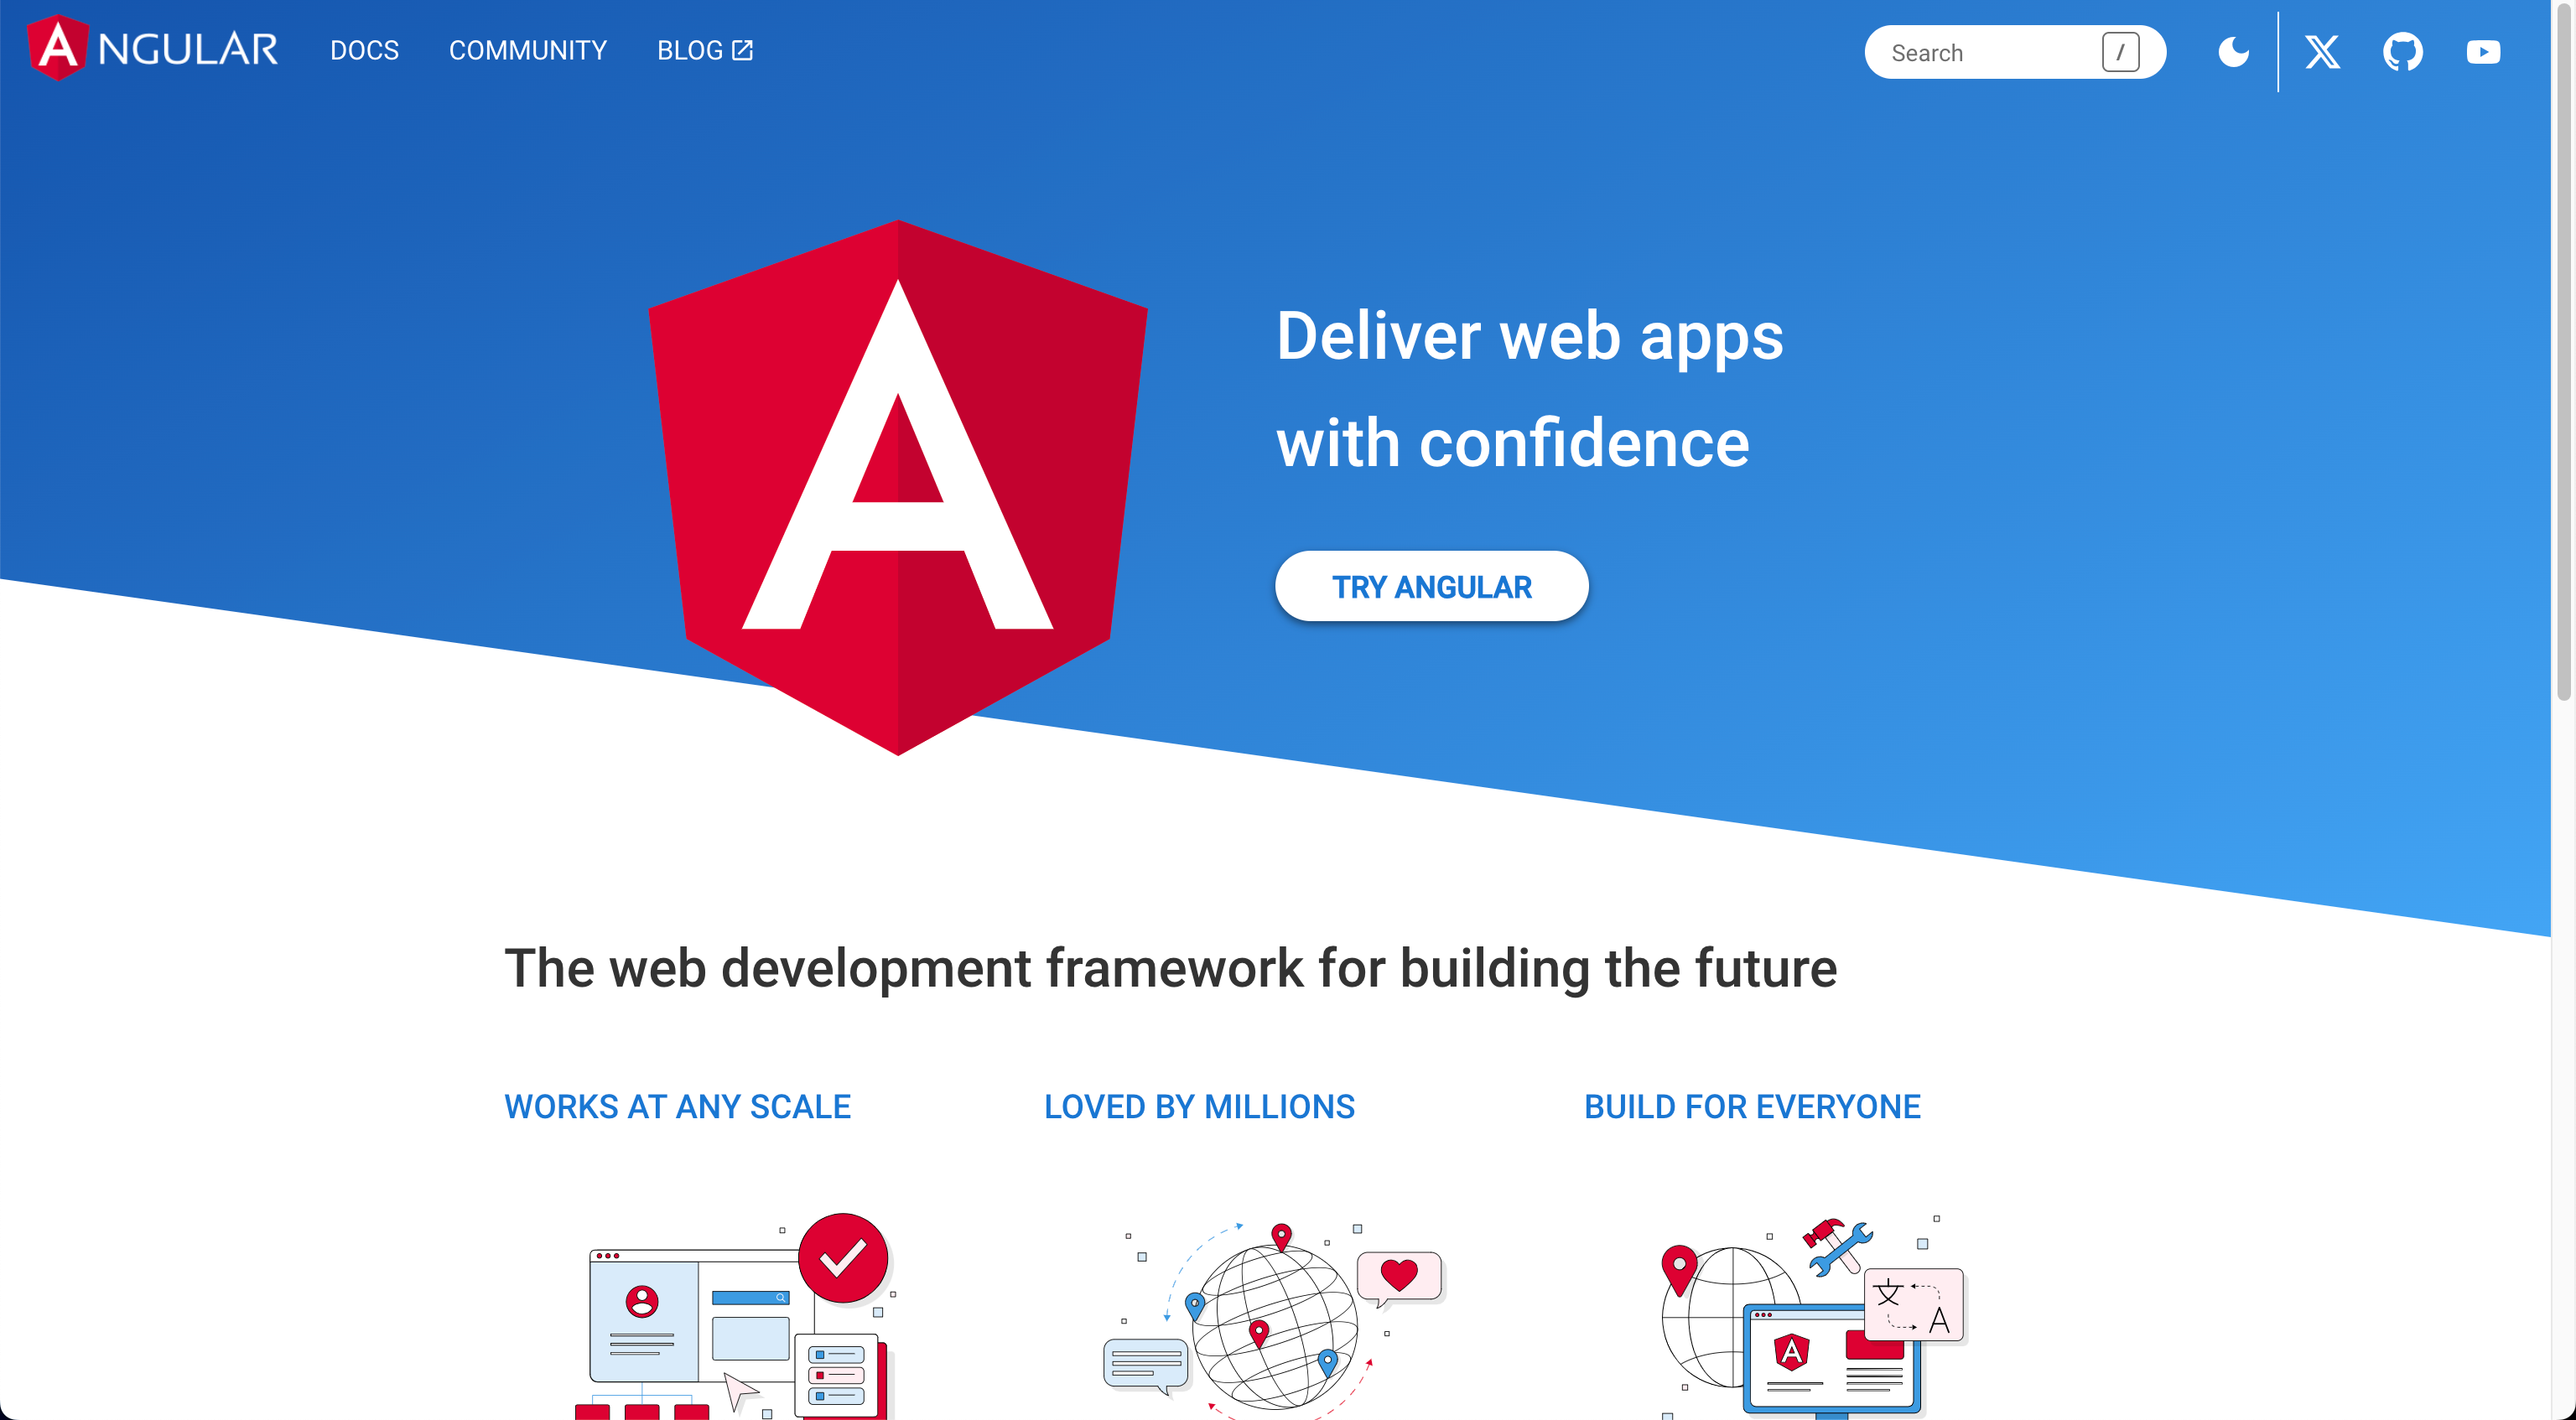 ANGULAR
DOCS
COMMUNITY
BLOG
Search
/
Deliver web apps
with confidence
TRY ANGULAR
The web development framework for building the future
WORKS AT ANY SCALE
LOVED BY MILLIONS
BUILD FOR EVERYONE
文
A
A